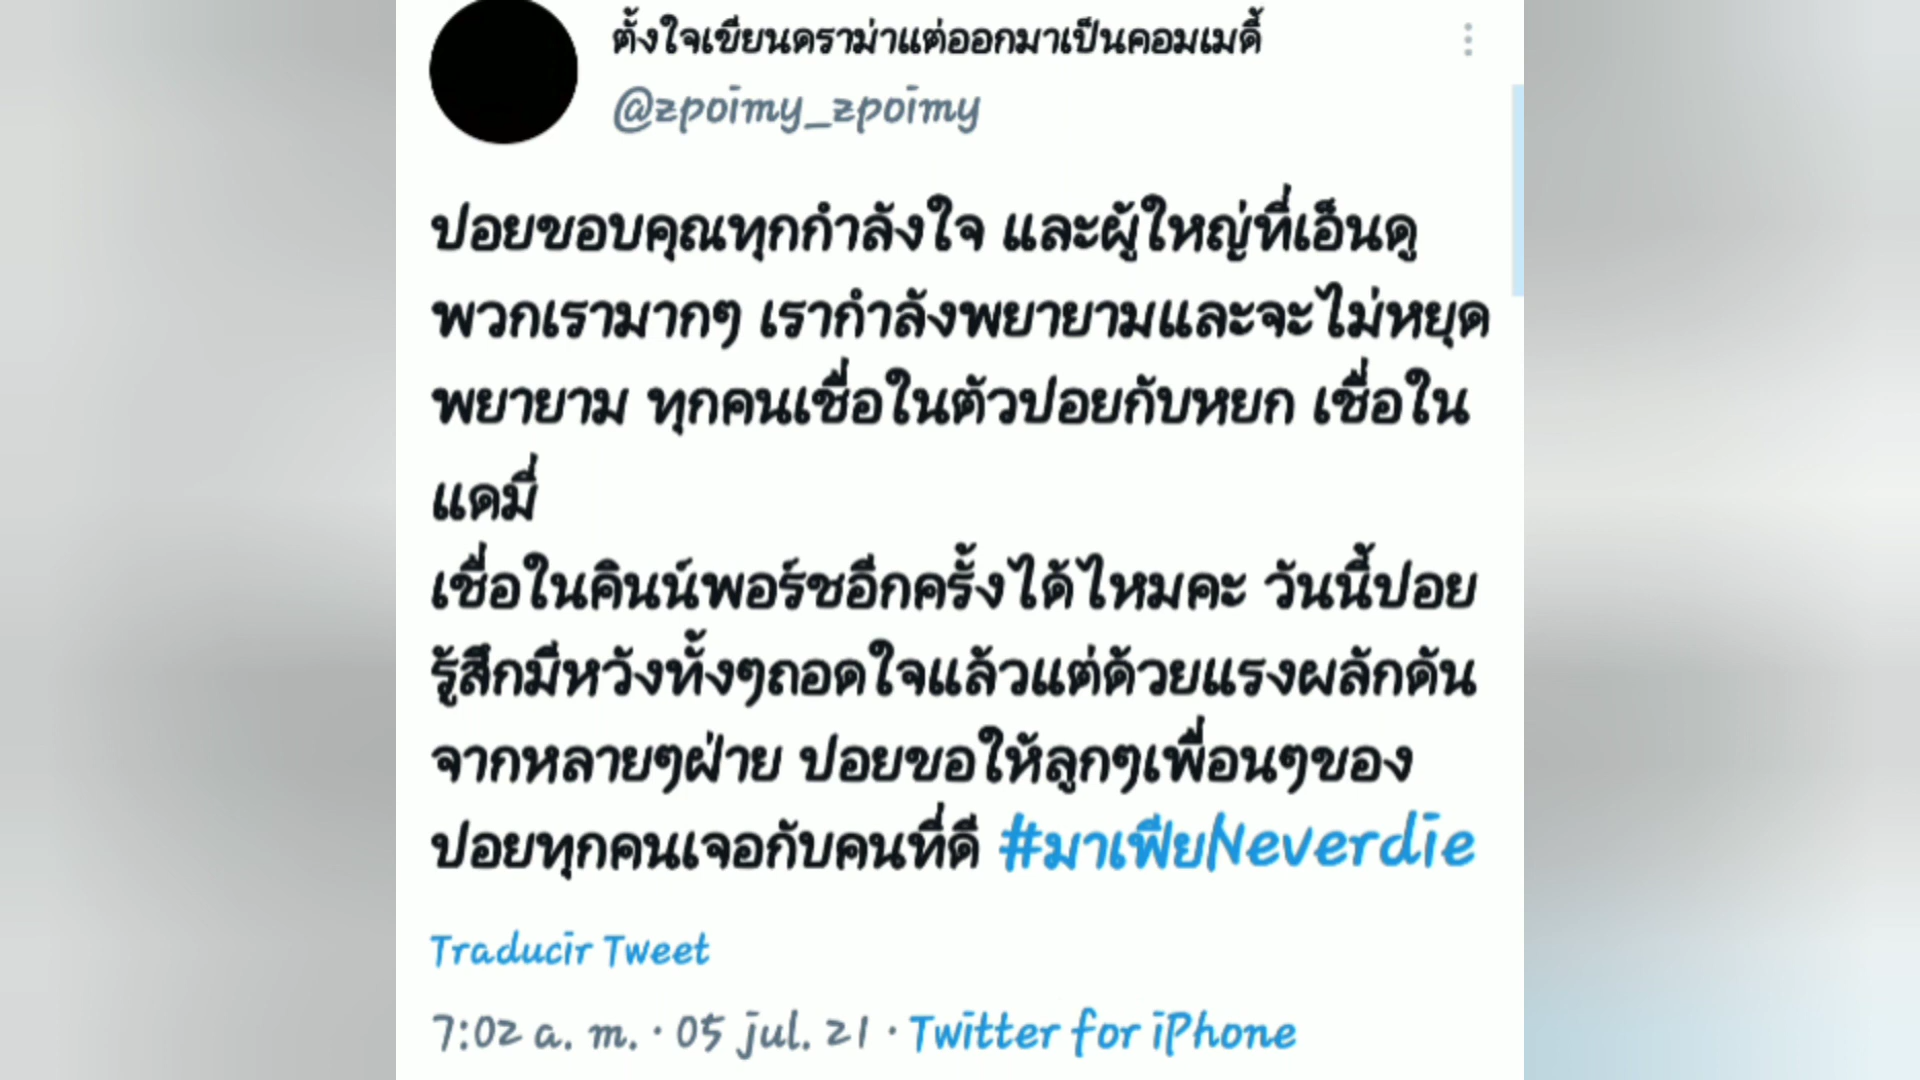 ตั้งใจเขียนดราม่าแต่ออกมาเป็นคอมเมดี้
@zpoimy_zpoimy
ปอยขอบคุณทุกกำลังใจ และผู้ใหญ่ที่เอ็นดู
พวกเรามากๆ เรากำลังพยายามและจะไม่หยุด
พยายาม ทุกคนเชื่อในตัวปอยกับหยก เชื่อใน
แดมี่
เชื่อในคินน์พอร์ชอีกครั้งได้ไหมคะ วันนี้ปอย
รู้สึกมีหวังทั้งๆถอดใจแล้วแต่ด้วยแรงผลักดัน
จากหลายๆฝ่าย ปอยขอให้ลูกๆเพื่อนๆของ
ปอยทุกคนเจอกับคนที่ดี #มาเฟียNeverdie
Traducir Tweet
7:02 a. m. · 05 jul. 21 · Twitter for iPhone